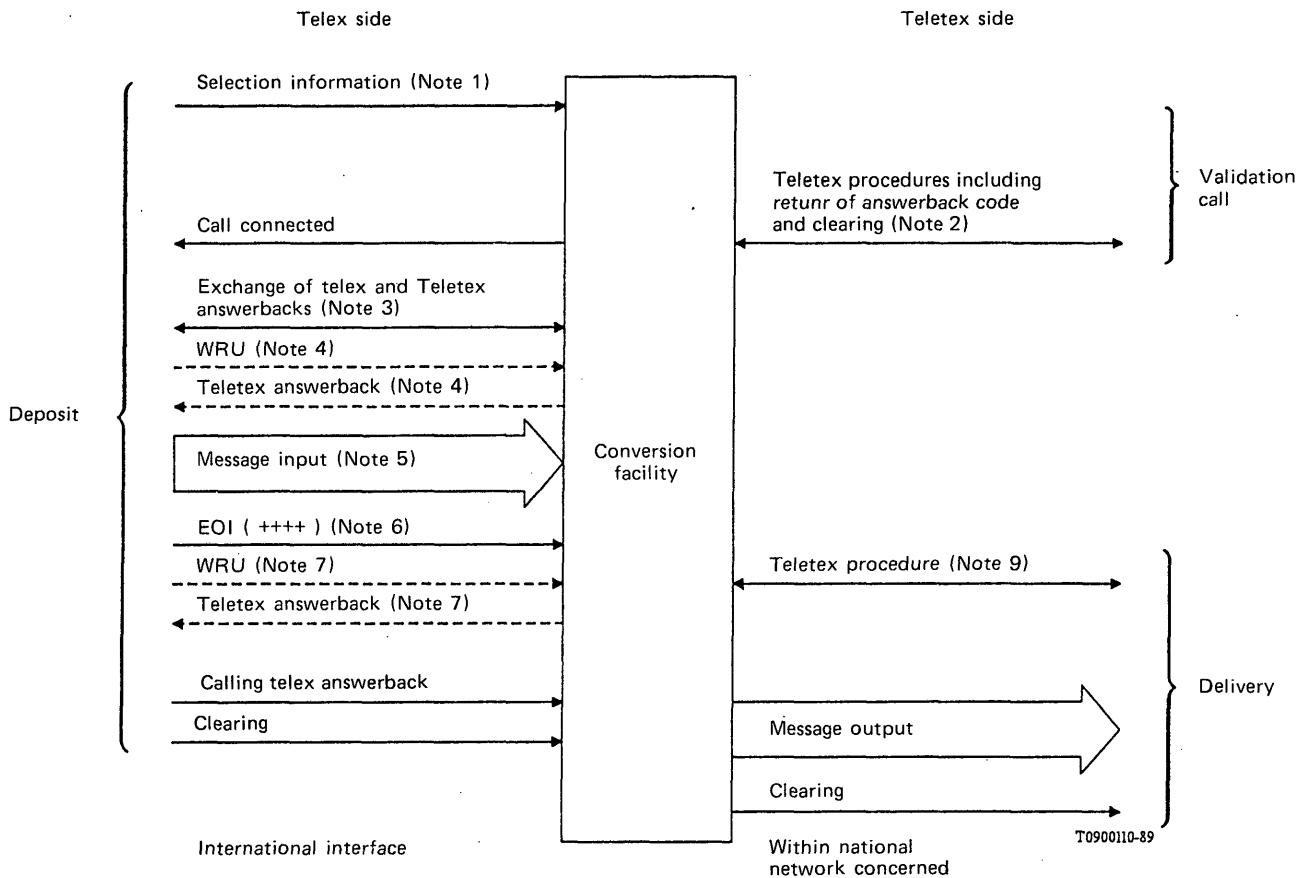 Telex side
Teletex side
Selection information (Note 1)
Teletex procedures including
retunr of answerback code
and clearing (Note 2)
Validation
call
Call connected
Exchange of telex and Teletex
answerbacks (Note 3)
WRU (Note 4)
Teletex answerback (Note 4)
Deposit
Message input (Note 5)
Conversion
facility
EOI ( ++++ ) (Note 6)
WRU (Note 7)
Teletex procedure (Note 9)
Teletex answerback (Note 7)
Calling telex answerback
Delivery
Clearing
Message output
Clearing
T0900110-89
International interface
Within national
network concerned